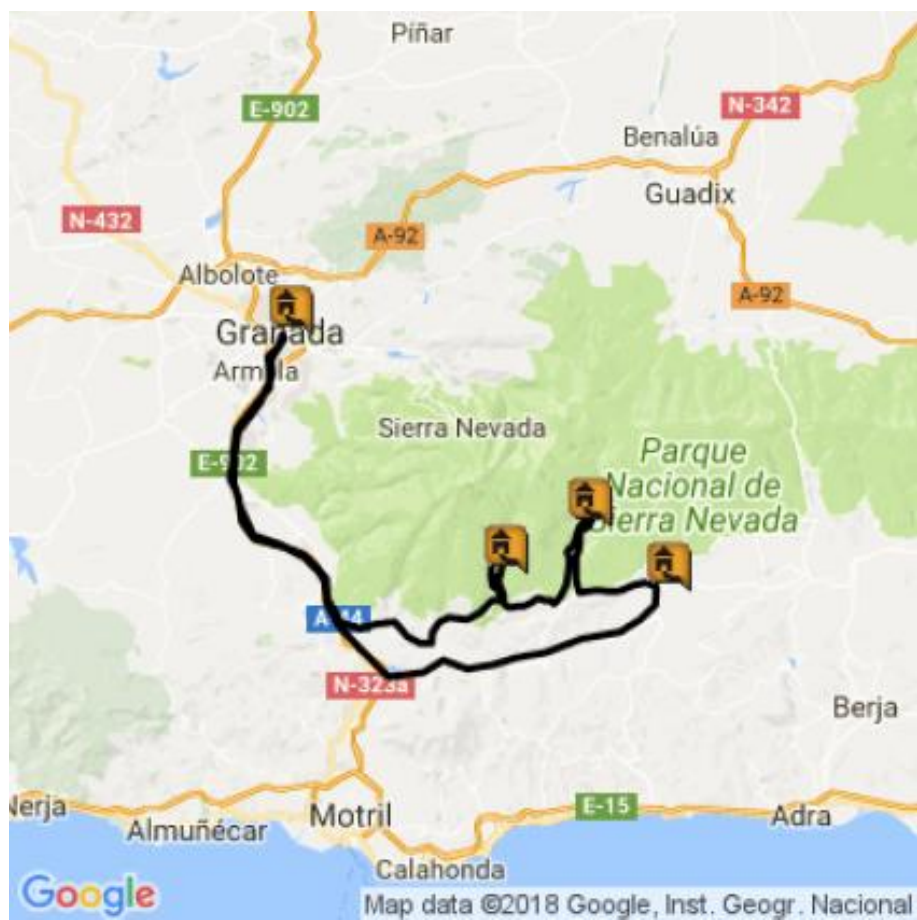 Píñar
E-902
N-342
Benalúa
Guadix
N-432
A-92
Albolote
A-92
Granada
Armilla
Sierra Nevada
E-902
Parque
Nacional de
Sierra Nevada
A-44
N-323a
Berja
Nerja
Almuñécar
Motril
E-15
Adra
Calahonda
Google
Map data ©2018 Google, Inst. Geogr. Nacional